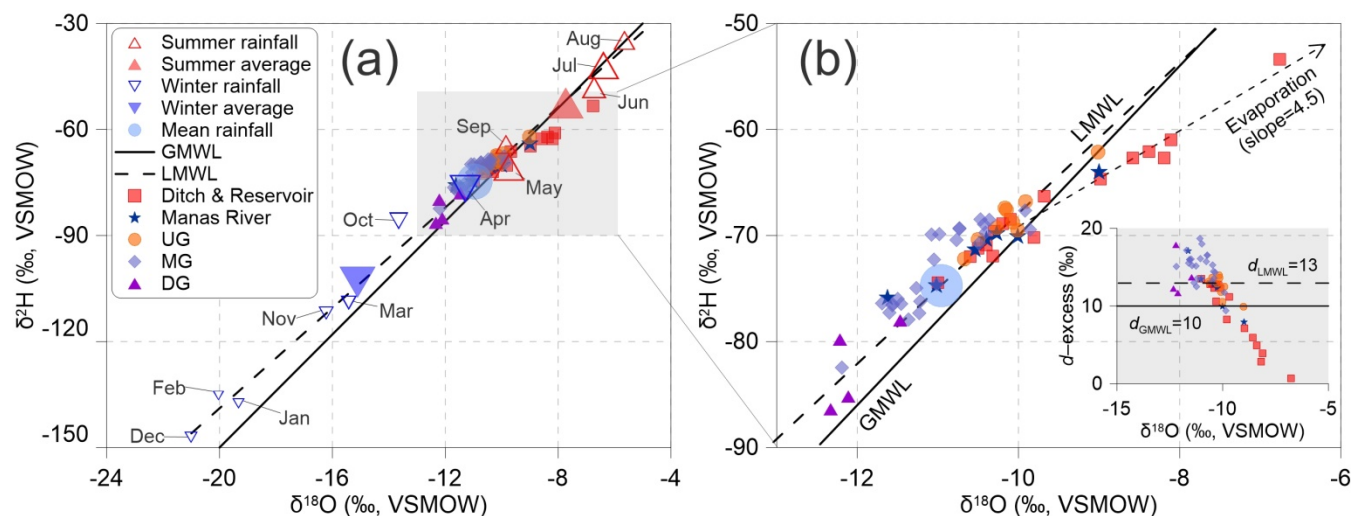 (a)
δ²H (‰, VSMOW)
-30
-60
-90
-120
-150
-24
-20
-16
-12
-8
-4
δ¹⁸O (‰, VSMOW)
Summer rainfall
Summer average
Winter rainfall
Winter average
Mean rainfall
GMWL
LMWL
Ditch & Reservoir
Manas River
UG
MG
DG
Aug
Jul
Jun
Sep
May
Apr
Oct
Mar
Nov
Feb
Jan
Dec
(b)
δ²H (‰, VSMOW)
-50
-60
-70
-80
-90
-12
-10
-8
-6
δ¹⁸O (‰, VSMOW)
LMWL
GMWL
Evaporation
(slope=4.5)
d–excess (‰)
20
10
0
d_LMWL=13
d_GMWL=10
-15
-10
-5
δ¹⁸O (‰, VSMOW)